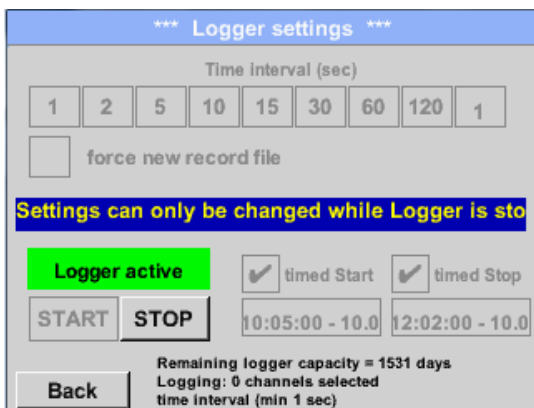 *** Logger settings ***
Time interval (sec)
1 2 5 10 15 30 60 120 1
force new record file
Settings can only be changed while Logger is sto
Logger active
✔ timed Start ✔ timed Stop
START STOP 10:05:00 - 10.0 12:02:00 - 10.0
Remaining logger capacity = 1531 days
Logging: 0 channels selected
time interval (min 1 sec)
Back